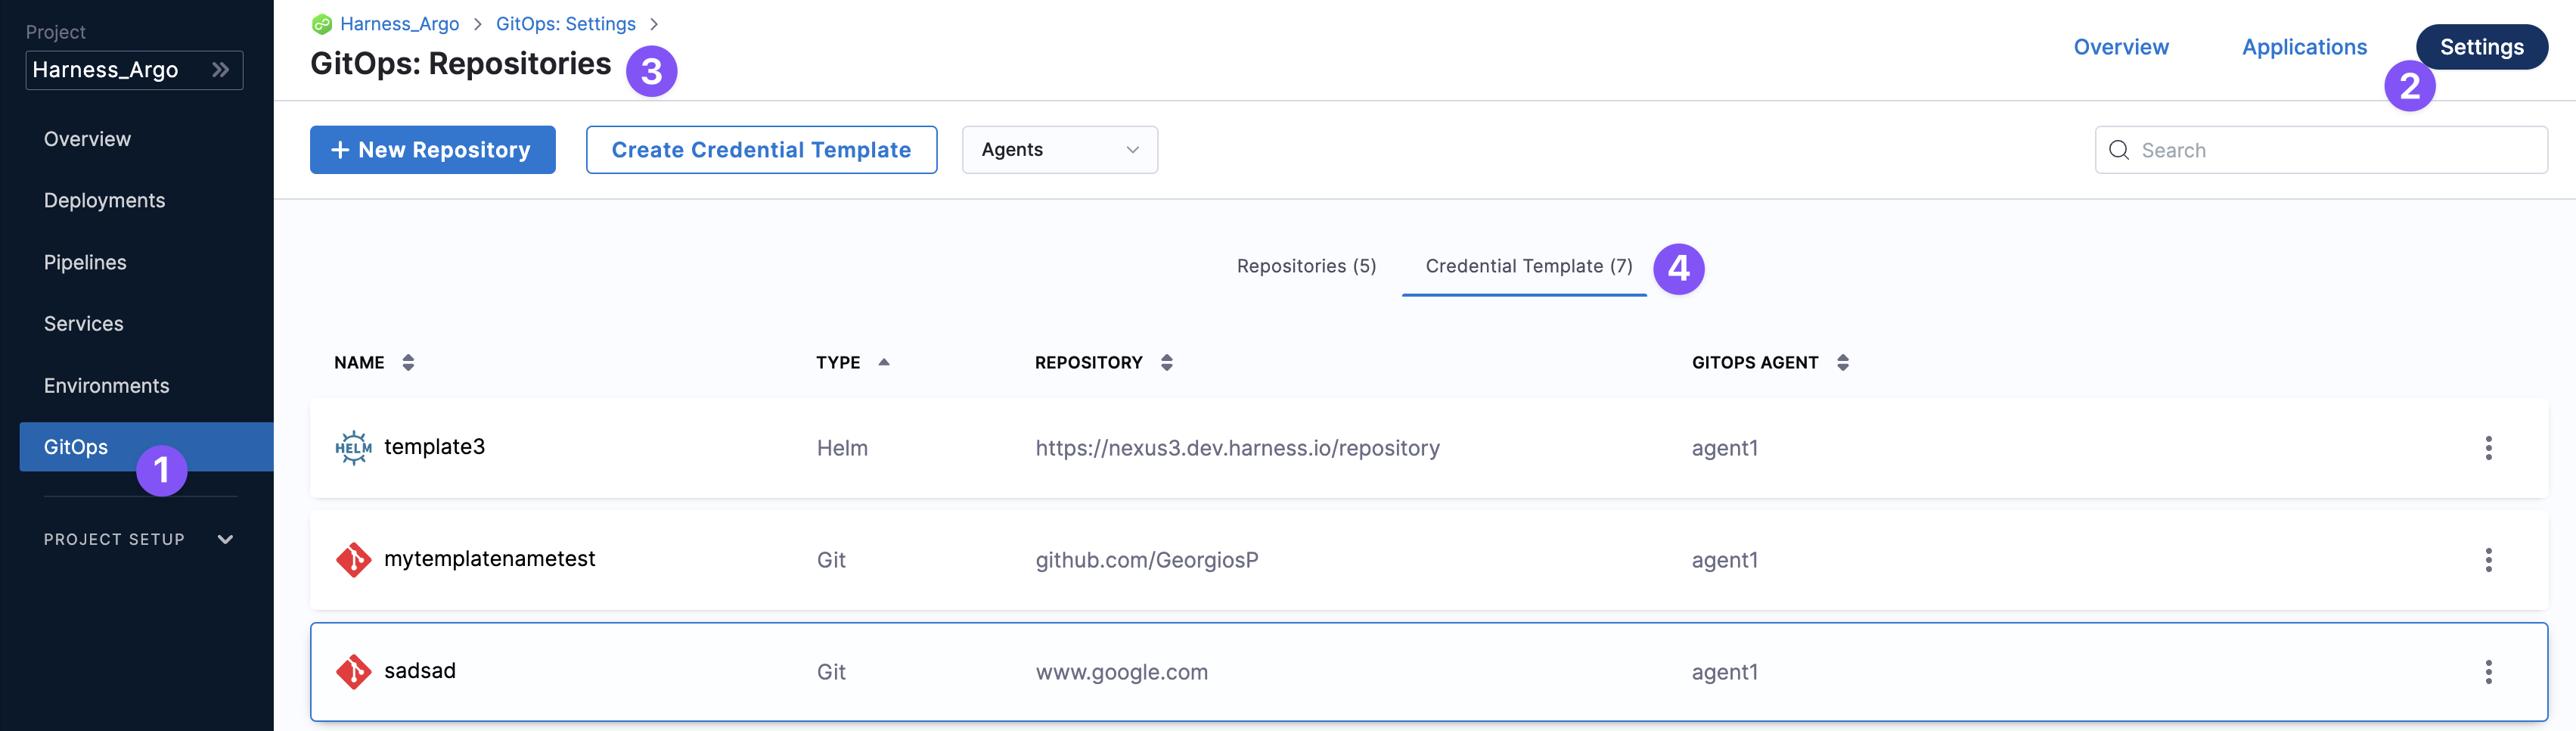 Project
Harness_Argo
Overview
Deployments
Pipelines
Services
Environments
GitOps
1
PROJECT SETUP
Harness_Argo > GitOps: Settings >
GitOps: Repositories 3
Overview Applications Settings
2
+ New Repository Create Credential Template Agents Search
Repositories (5) Credential Template (7) 4
NAME TYPE REPOSITORY GITOPS AGENT
HELM template3 Helm https://nexus3.dev.harness.io/repository agent1
mytemplatenametest Git github.com/GeorgiosP agent1
sadsad Git www.google.com agent1